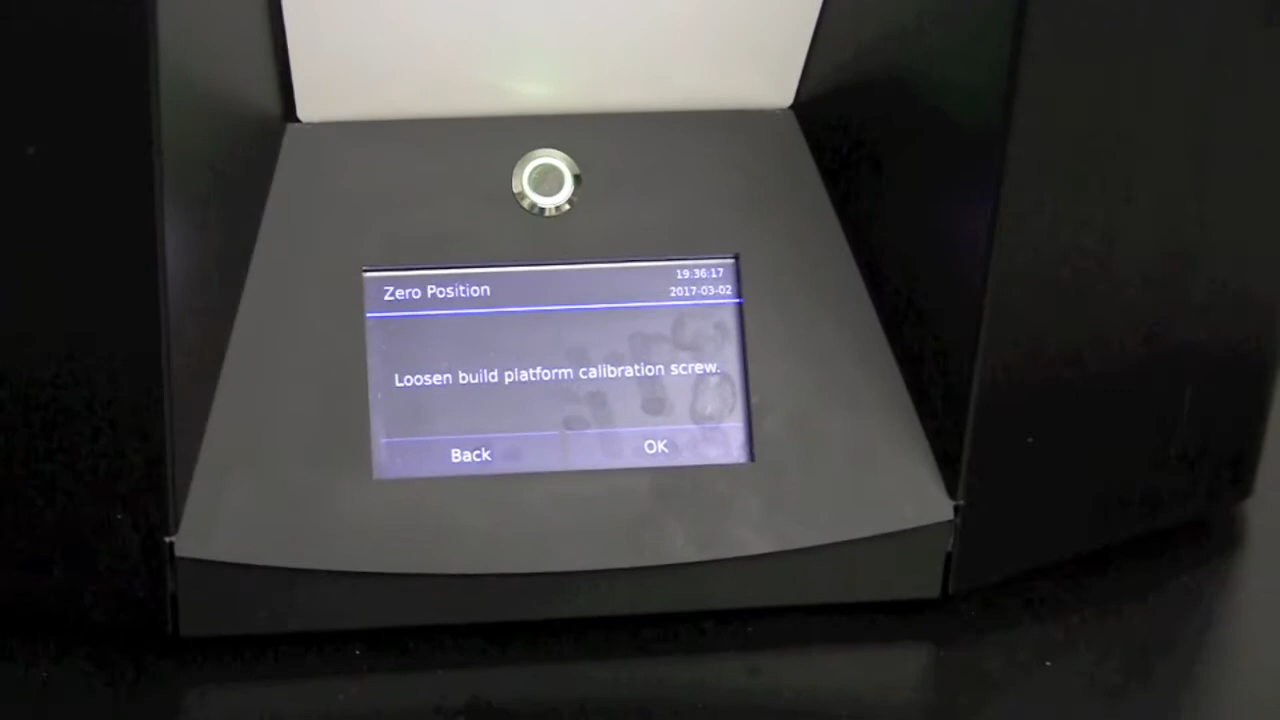 Zero Position
19:36:17
2017-03-02
Loosen build platform calibration screw.
Back
OK